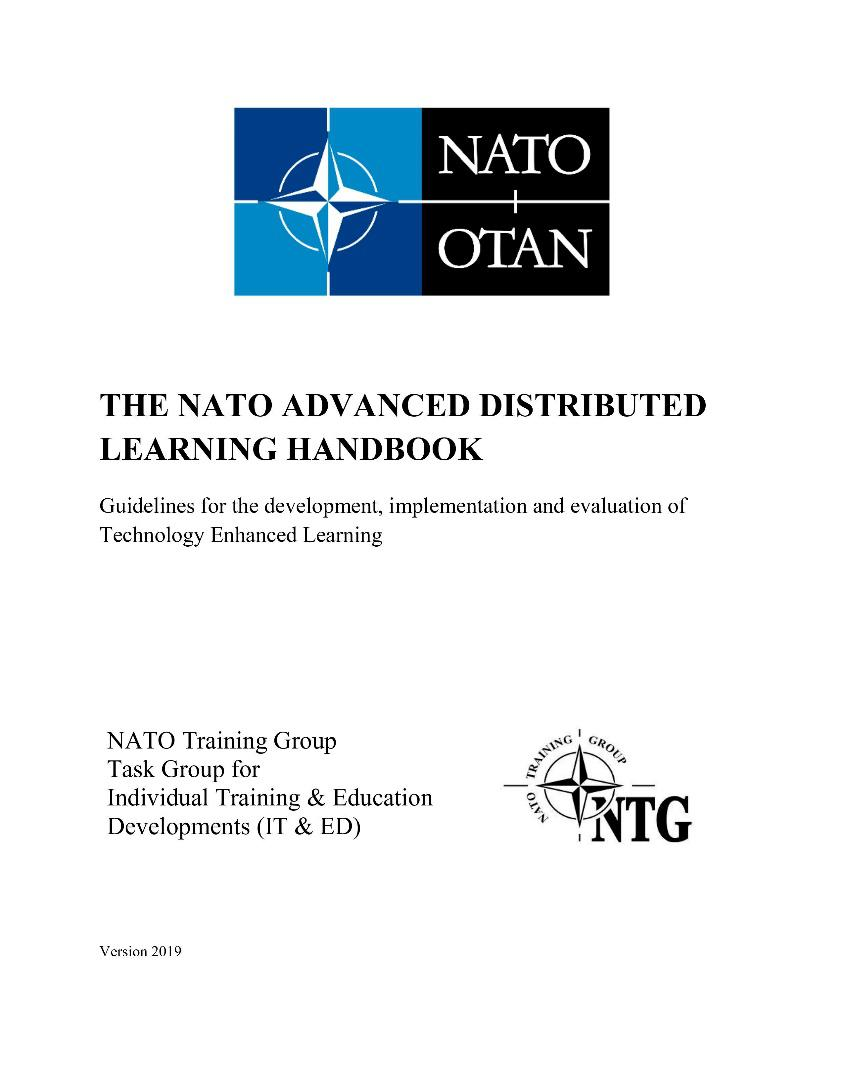 NATO
OTAN
THE NATO ADVANCED DISTRIBUTED
LEARNING HANDBOOK
Guidelines for the development, implementation and evaluation of
Technology Enhanced Learning
NATO Training Group
Task Group for
Individual Training & Education
Developments (IT & ED)
NATO TRAINING GROUP
NTG
Version 2019